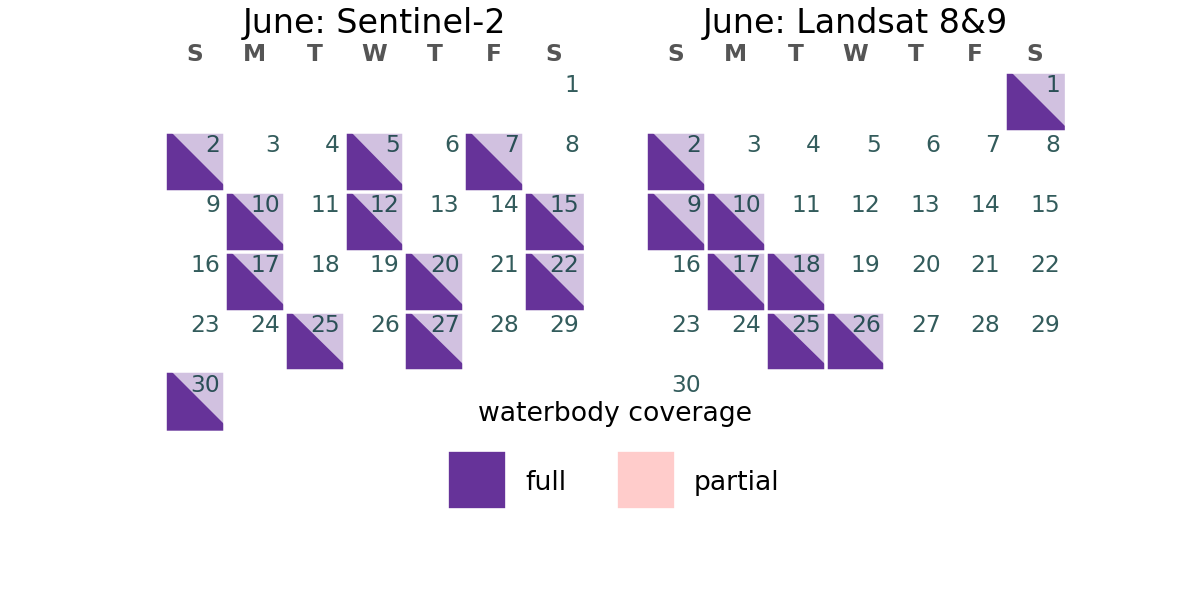 June: Sentinel-2
S M T W T F S
1
2 3 4 5 6 7 8
9 10 11 12 13 14 15
16 17 18 19 20 21 22
23 24 25 26 27 28 29
30
June: Landsat 8&9
S M T W T F S
1
2 3 4 5 6 7 8
9 10 11 12 13 14 15
16 17 18 19 20 21 22
23 24 25 26 27 28 29
30
waterbody coverage
full partial